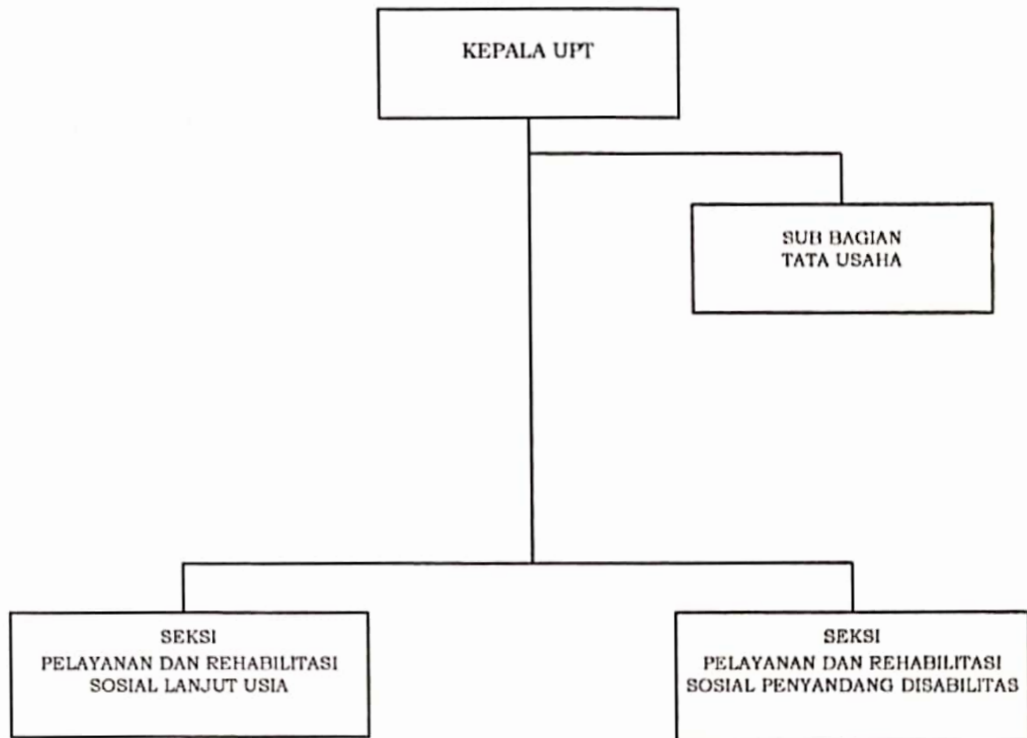 KEPALA UPT
SUB BAGIAN
TATA USAHA
SEKSI
PELAYANAN DAN REHABILITASI
SOSIAL LANJUT USIA
SEKSI
PELAYANAN DAN REHABILITASI
SOSIAL PENYANDANG DISABILITAS